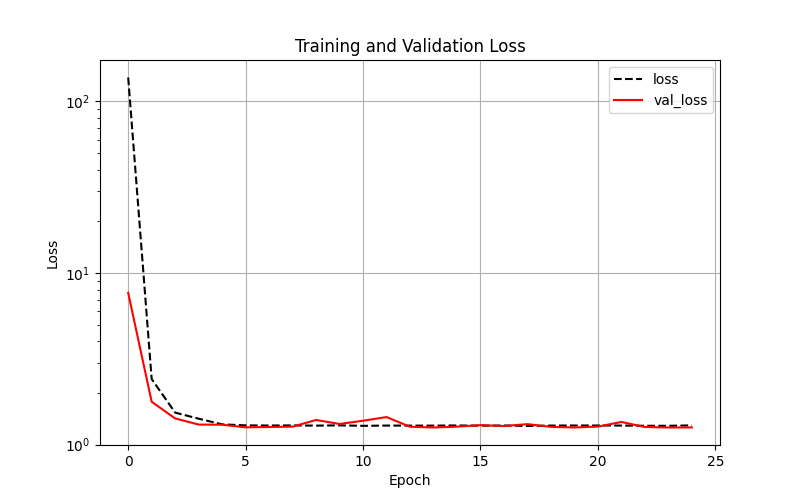 Training and Validation Loss
loss
val_loss
10²
10¹
10⁰
Loss
0 5 10 15 20 25
Epoch